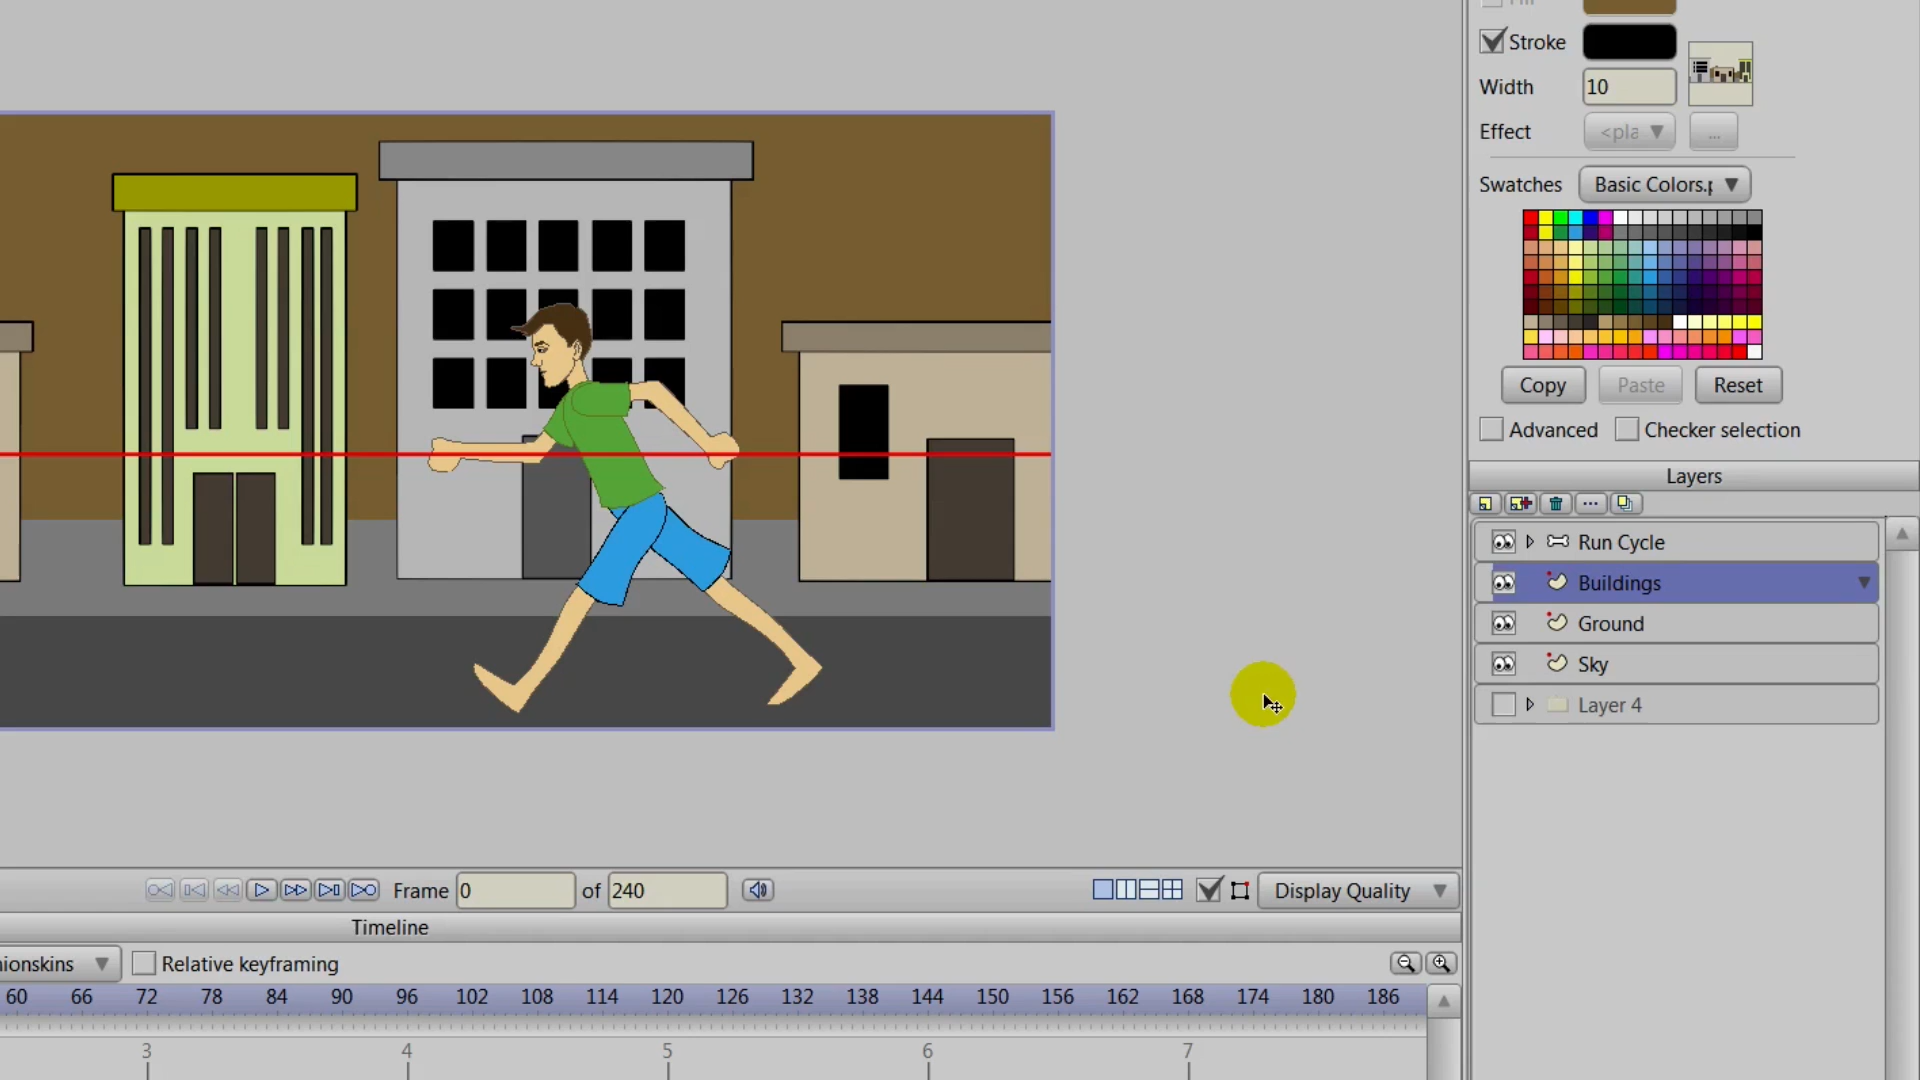 Fill
Stroke
Width 10
Effect <pla ...
Swatches Basic Colors.p
Copy Paste Reset
Advanced Checker selection
Layers
Run Cycle
Buildings
Ground
Sky
Layer 4
Frame 0 of 240 Display Quality
Timeline
ionskins Relative keyframing
60 66 72 78 84 90 96 102 108 114 120 126 132 138 144 150 156 162 168 174 180 186
3 4 5 6 7